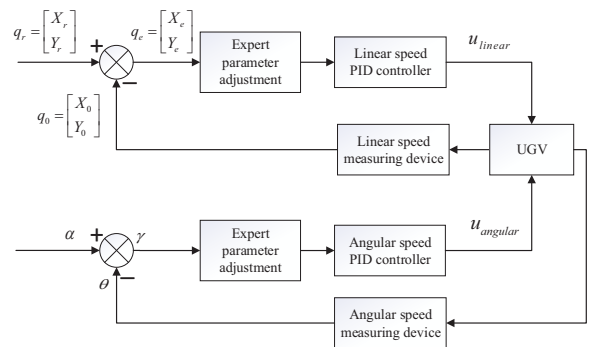 q_r = [X_r
Y_r]
+
−
q_e = [X_e
Y_e]
Expert
parameter
adjustment
Linear speed
PID controller
u_linear
q_0 = [X_0
Y_0]
Linear speed
measuring device
UGV
α
+
γ
θ
−
Expert
parameter
adjustment
Angular speed
PID controller
u_angular
Angular speed
measuring device